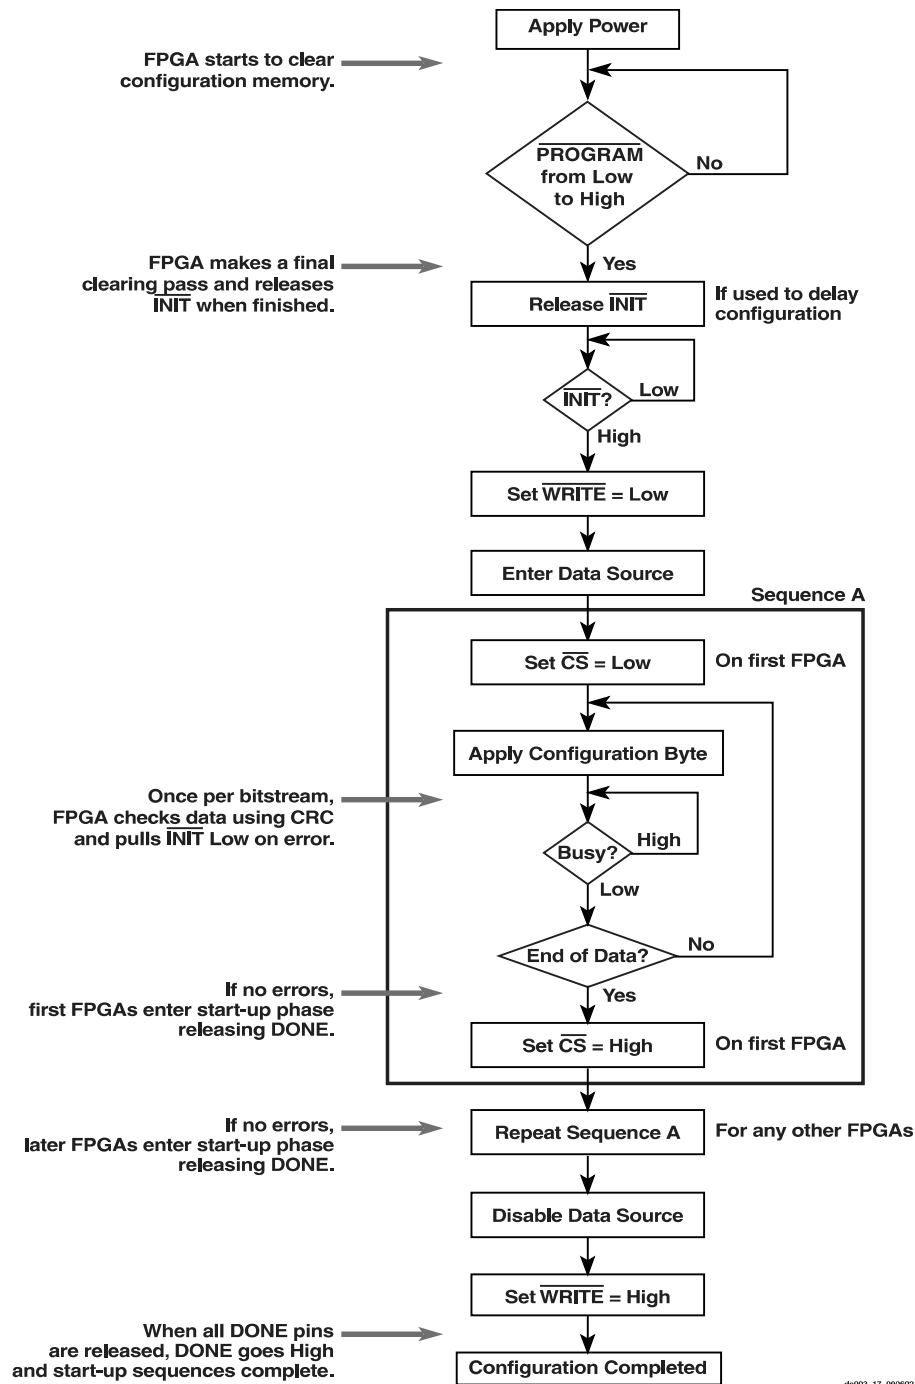 Apply Power
FPGA starts to clear
configuration memory.
PROGRAM
from Low
to High
No
Yes
FPGA makes a final
clearing pass and releases
INIT when finished.
Release INIT
If used to delay
configuration
INIT?
Low
High
Set WRITE = Low
Enter Data Source
Sequence A
Set CS = Low
On first FPGA
Apply Configuration Byte
Once per bitstream,
FPGA checks data using CRC
and pulls INIT Low on error.
Busy?
High
Low
End of Data?
No
Yes
If no errors,
first FPGAs enter start-up phase
releasing DONE.
Set CS = High
On first FPGA
If no errors,
later FPGAs enter start-up phase
releasing DONE.
Repeat Sequence A
For any other FPGAs
Disable Data Source
Set WRITE = High
When all DONE pins
are released, DONE goes High
and start-up sequences complete.
Configuration Completed